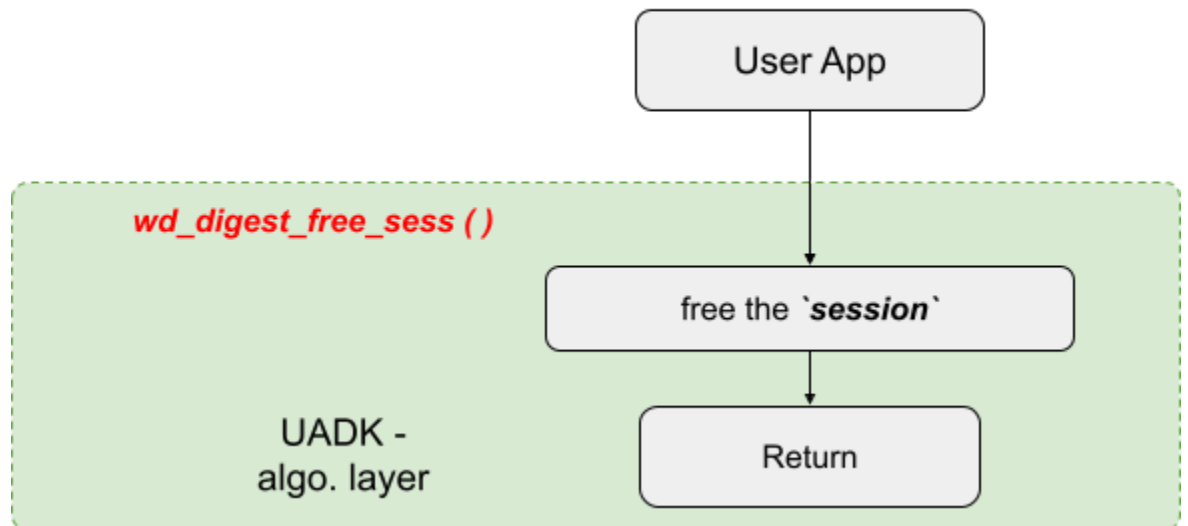 User App
wd_digest_free_sess ( )
free the `session`
UADK -
algo. layer
Return